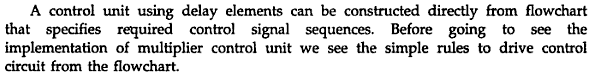 A control unit using delay elements can be constructed directly from flowchart
that specifies required control signal sequences. Before going to see the
implementation of multiplier control unit we see the simple rules to drive control
circuit from the flowchart.